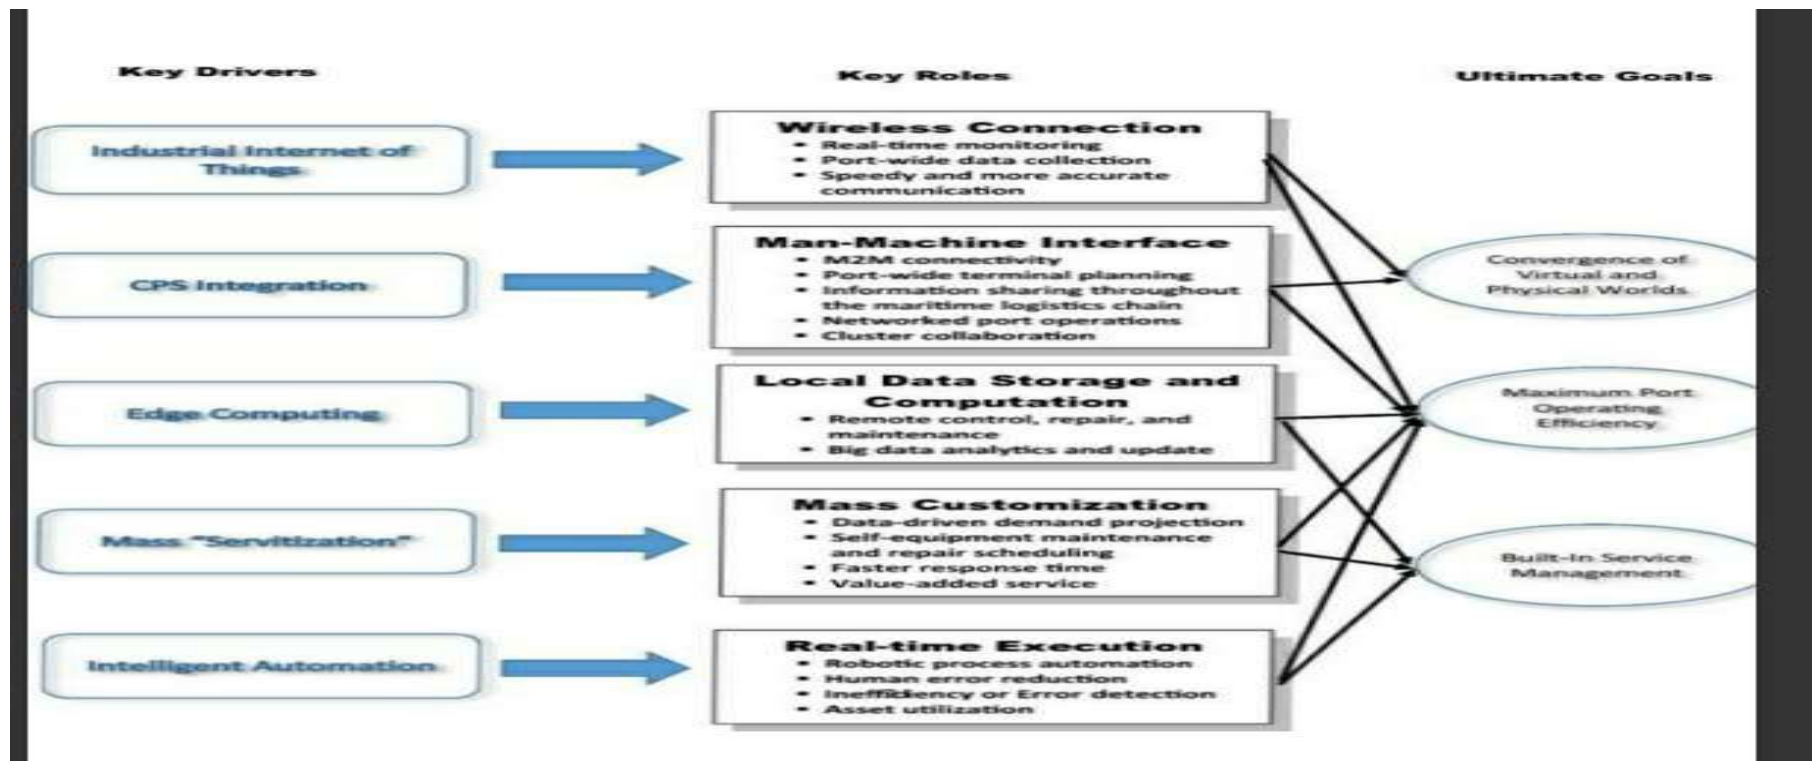 Key Drivers
Key Roles
Ultimate Goals
Industrial Internet of
Things
Wireless Connection
• Real-time monitoring
• Port-wide data collection
• Speedy and more accurate
communication
CPS Integration
Man-Machine Interface
• M2M connectivity
• Port-wide terminal planning
• Information sharing throughout
the maritime logistics chain
• Networked port operations
• Cluster collaboration
Convergence of
Virtual and
Physical Worlds
Edge Computing
Local Data Storage and
Computation
• Remote control, repair, and
maintenance
• Big data analytics and update
Maximum Port
Operating
Efficiency
Mass "Servitization"
Mass Customization
• Data-driven demand projection
• Self-equipment maintenance
and repair scheduling
• Faster response time
• Value-added service
Built-In Service
Management
Intelligent Automation
Real-time Execution
• Robotic process automation
• Human error reduction
• Inefficiency or Error detection
• Asset utilization